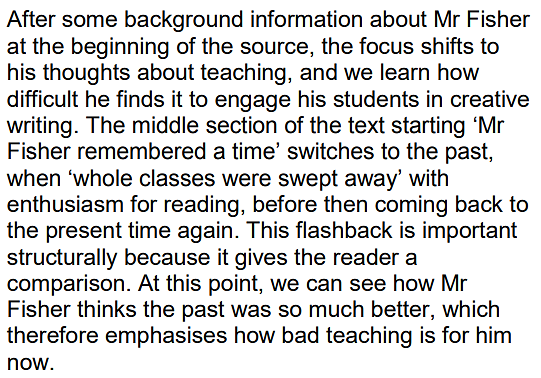 After some background information about Mr Fisher
at the beginning of the source, the focus shifts to
his thoughts about teaching, and we learn how
difficult he finds it to engage his students in creative
writing. The middle section of the text starting ‘Mr
Fisher remembered a time’ switches to the past,
when ‘whole classes were swept away’ with
enthusiasm for reading, before then coming back to
the present time again. This flashback is important
structurally because it gives the reader a
comparison. At this point, we can see how Mr
Fisher thinks the past was so much better, which
therefore emphasises how bad teaching is for him
now.